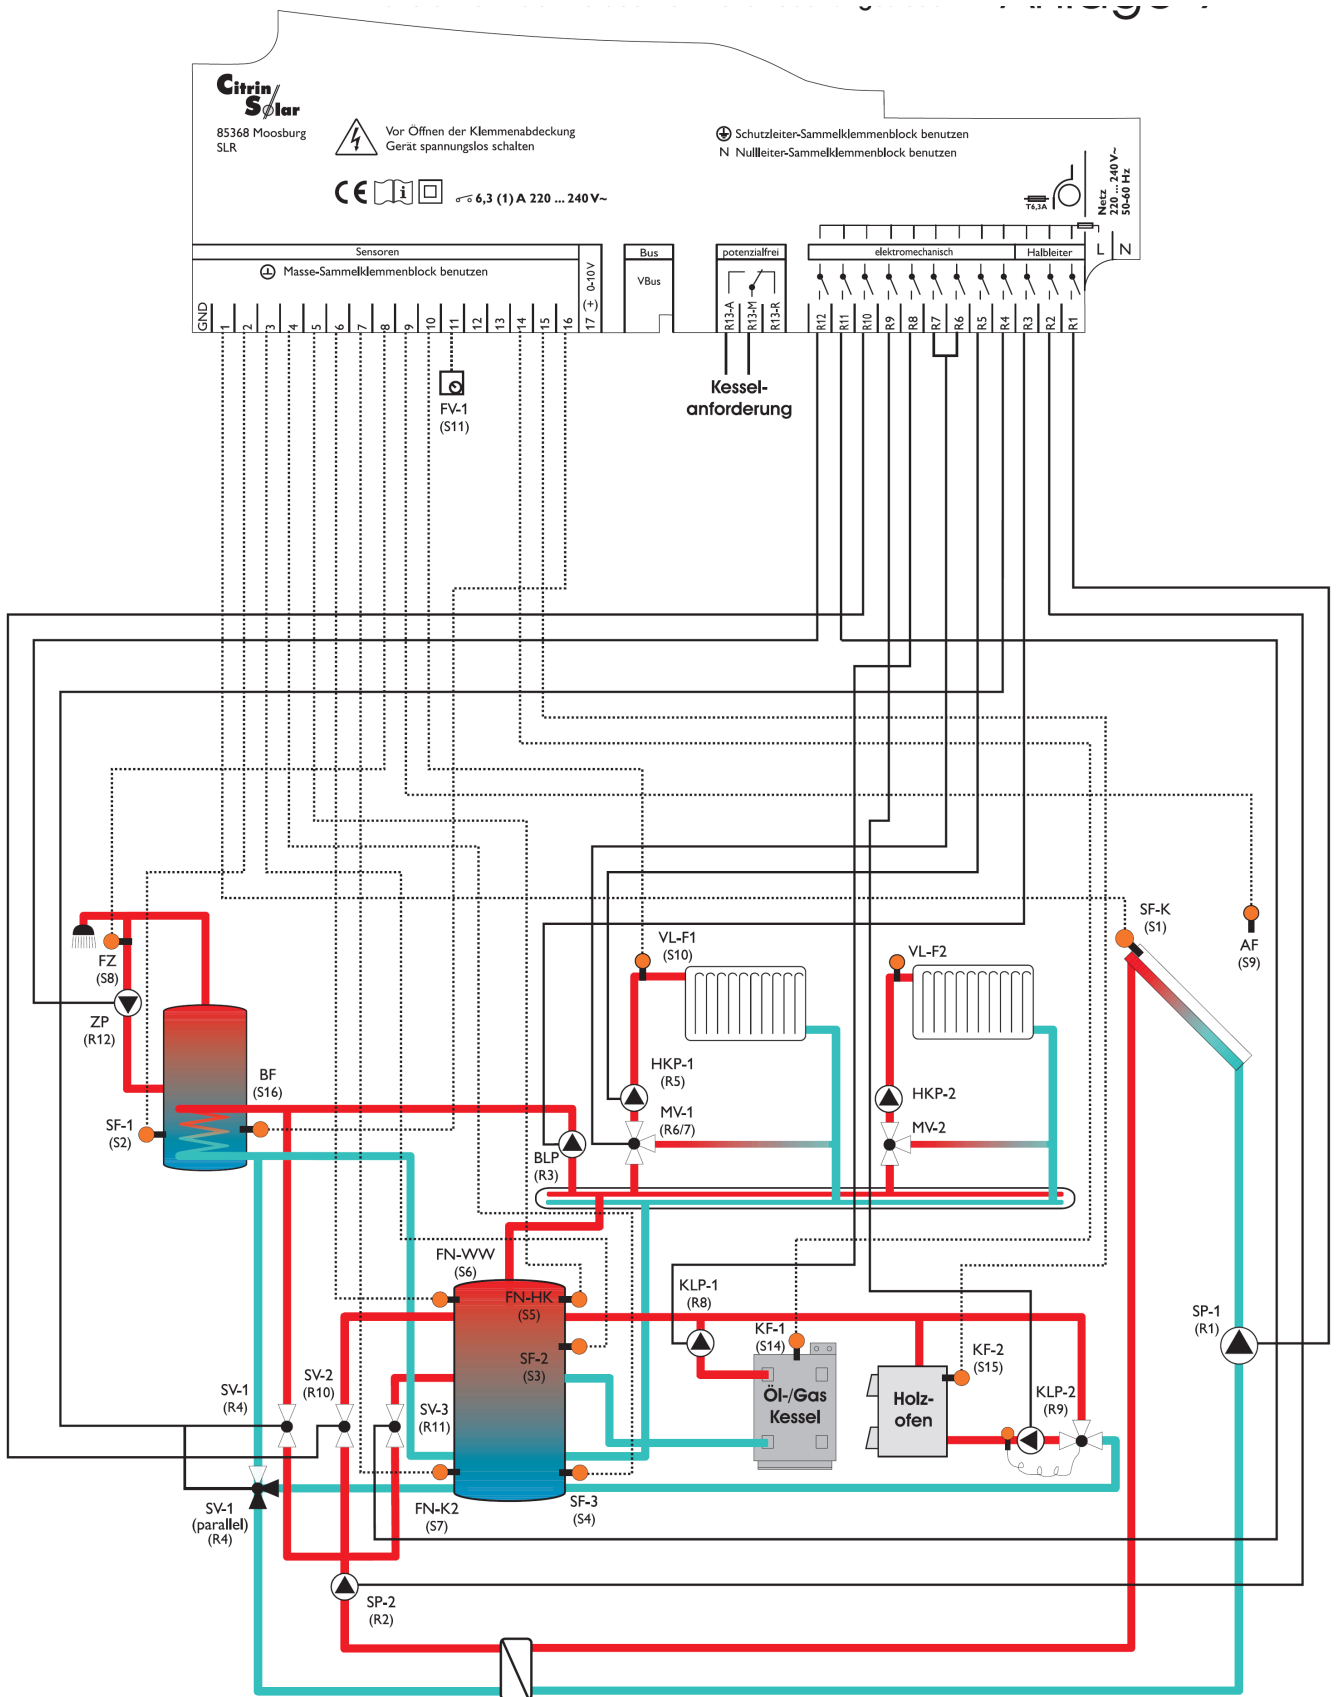 Citrin
Solar
85368 Moosburg
SLR
Vor Öffnen der Klemmenabdeckung
Gerät spannungslos schalten
6,3 (1) A 220 ... 240 V~
Schutzleiter-Sammelklemmenblock benutzen
N Nullleiter-Sammelklemmenblock benutzen
T6,3A
Netz
220 ... 240 V~
50-60 Hz
L N
Sensoren
Masse-Sammelklemmenblock benutzen
GND 1 2 3 4 5 6 7 8 9 10 11 12 13 14 15 16 17 (+) 0-10 V
Bus
VBus
potenzialfrei
R13-A R13-M R13-R
elektromechanisch
Halbleiter
R12 R11 R10 R9 R8 R7 R6 R5 R4 R3 R2 R1
FV-1
(S11)
Kessel-
anforderung
FZ
(S8)
ZP
(R12)
BF
(S16)
SF-1
(S2)
VL-F1
(S10)
VL-F2
SF-K
(S1)
AF
(S9)
HKP-1
(R5)
HKP-2
MV-1
(R6/7)
MV-2
BLP
(R3)
FN-WW
(S6)
FN-HK
(S5)
KLP-1
(R8)
KF-1
(S14)
SP-1
(R1)
SF-2
(S3)
KF-2
(S15)
SV-1
(R4)
SV-2
(R10)
SV-3
(R11)
Öl-/Gas
Kessel
Holz-
ofen
KLP-2
(R9)
SV-1
(parallel)
(R4)
FN-K2
(S7)
SF-3
(S4)
SP-2
(R2)